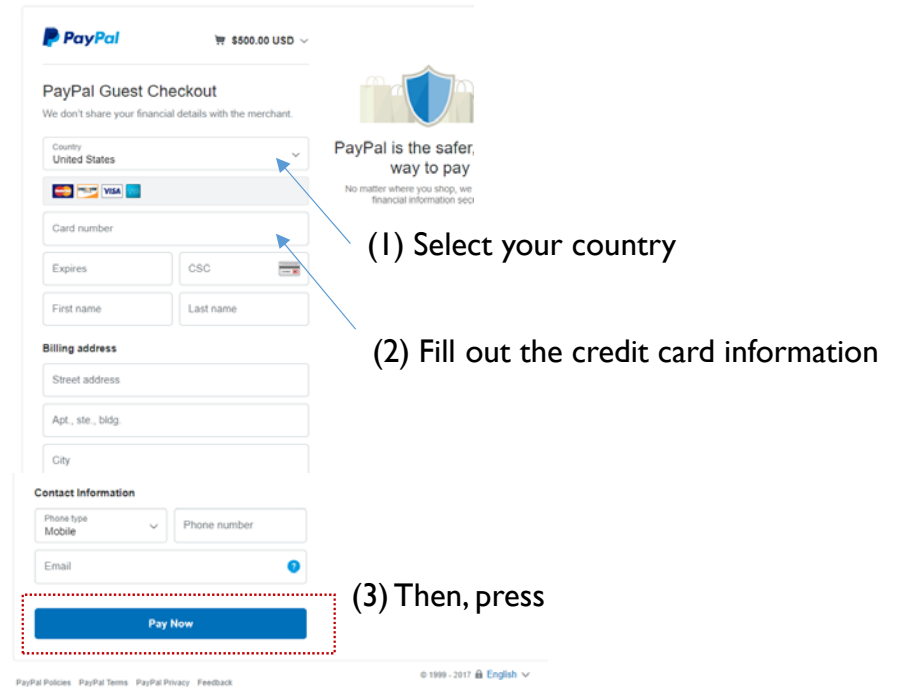 PayPal
$500.00 USD
PayPal Guest Checkout
We don't share your financial details with the merchant.
Country
United States
VISA
Card number
Expires
CSC
First name
Last name
Billing address
Street address
Apt., ste., bldg.
City
Contact Information
Phone type
Mobile
Phone number
Email
?
Pay Now
PayPal is the safer,
way to pay
No matter where you shop, we
financial information
(1) Select your country
(2) Fill out the credit card information
(3) Then, press
PayPal Policies PayPal Terms PayPal Privacy Feedback
© 1999 - 2017
English